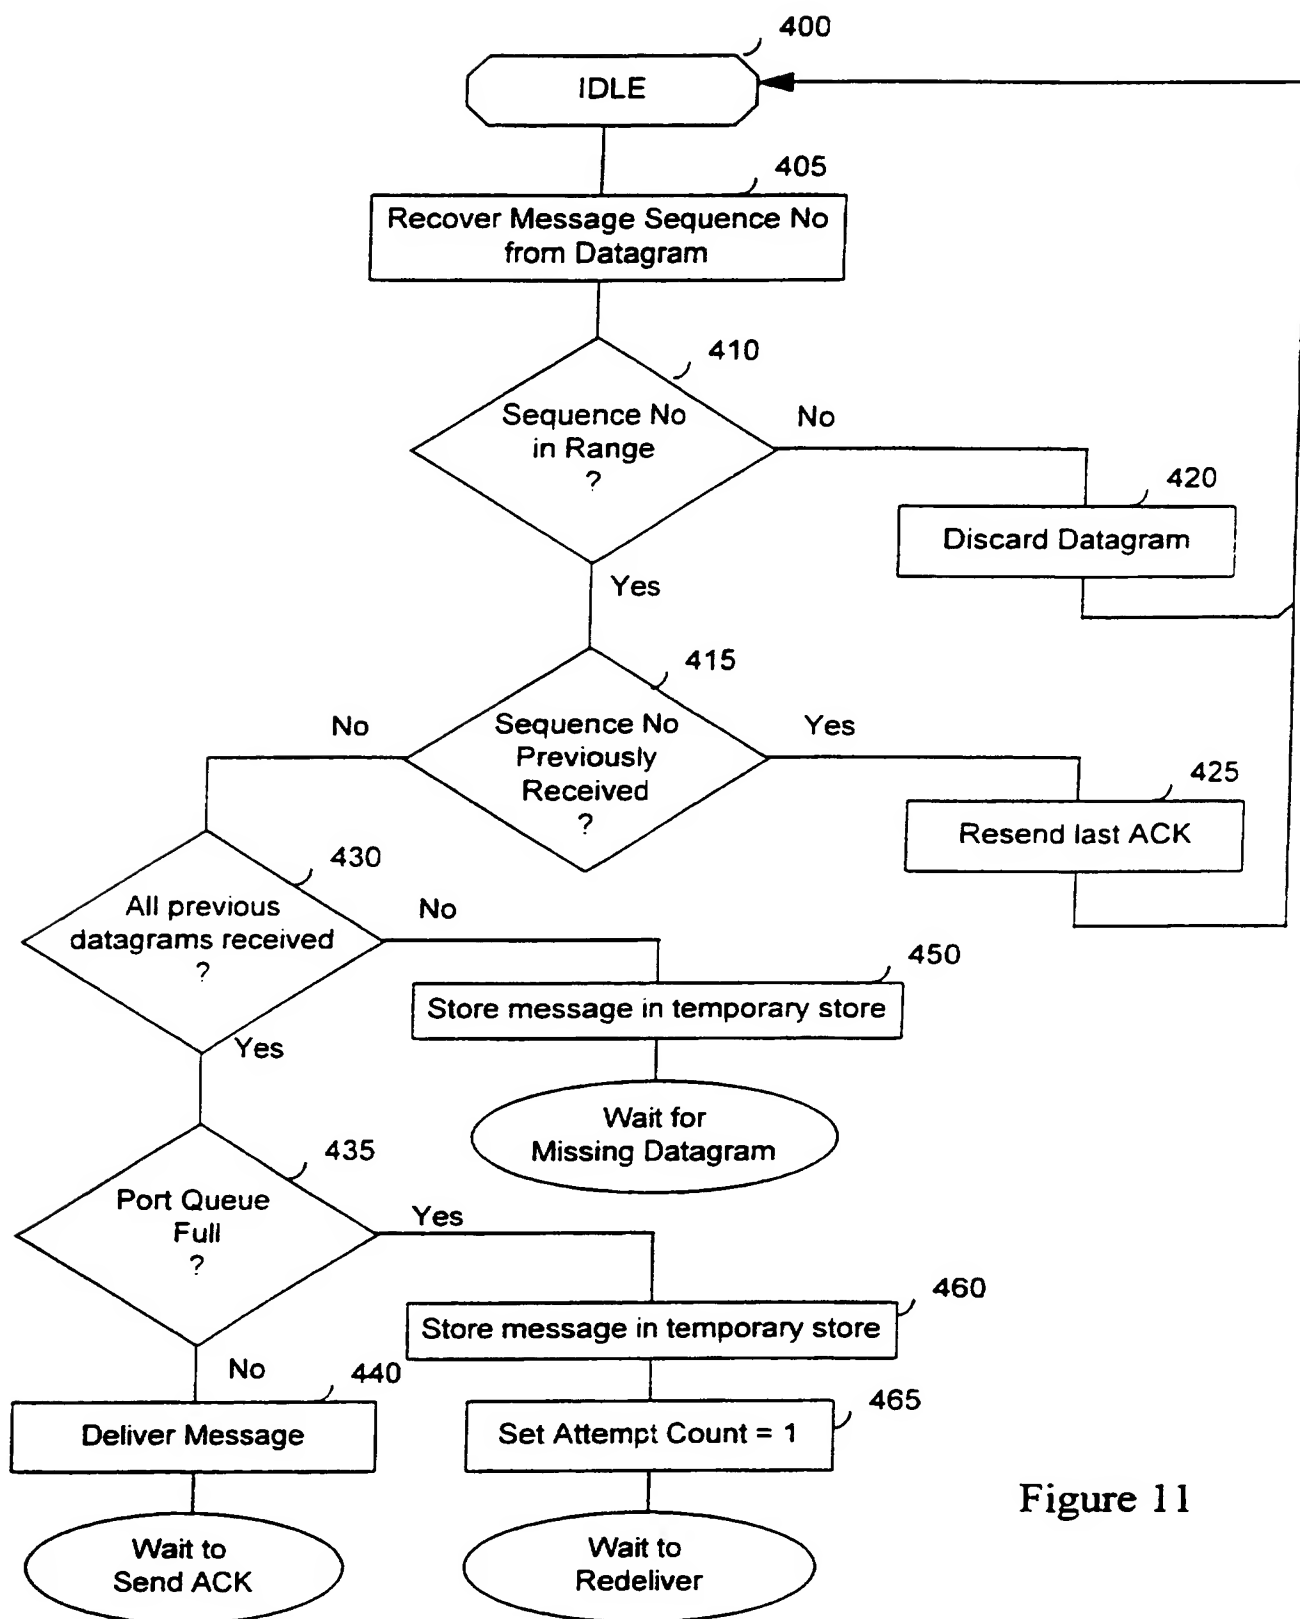 400
IDLE
405
Recover Message Sequence No
from Datagram
410
Sequence No
in Range
?
No
420
Discard Datagram
Yes
415
No
Sequence No
Previously
Received
?
Yes
425
Resend last ACK
430
All previous
datagrams received
?
No
450
Store message in temporary store
Yes
Wait for
Missing Datagram
435
Port Queue
Full
?
Yes
460
Store message in temporary store
No
440
Deliver Message
465
Set Attempt Count = 1
Wait to
Send ACK
Wait to
Redeliver
Figure 11